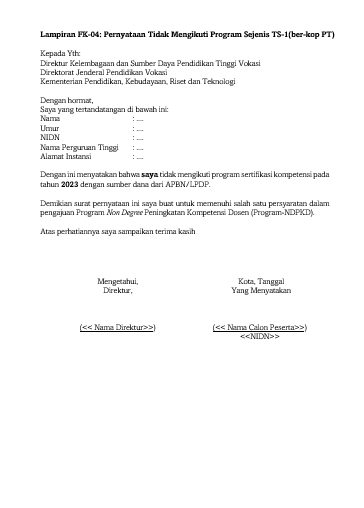 Lampiran FK-04: Pernyataan Tidak Mengikuti Program Sejenis TS-1(ber-kop PT)
Kepada Yth:
Direktur Kelembagaan dan Sumber Daya Pendidikan Tinggi Vokasi
Direktorat Jenderal Pendidikan Vokasi
Kementerian Pendidikan, Kebudayaan, Riset dan Teknologi
Dengan hormat,
Saya yang tertandatangan di bawah ini:
Nama : ....
Umur : ....
NIDN : ....
Nama Perguruan Tinggi : ....
Alamat Instansi : ....
Dengan ini menyatakan bahwa saya tidak mengikuti program sertifikasi kompetensi pada
tahun 2023 dengan sumber dana dari APBN/LPDP.
Demikian surat pernyataan ini saya buat untuk memenuhi salah satu persyaratan dalam
pengajuan Program Non Degree Peningkatan Kompetensi Dosen (Program-NDPKD).
Atas perhatiannya saya sampaikan terima kasih
Mengetahui,
Direktur,
(<< Nama Direktur>>)
Kota, Tanggal
Yang Menyatakan
(<< Nama Calon Peserta>>)
<<NIDN>>